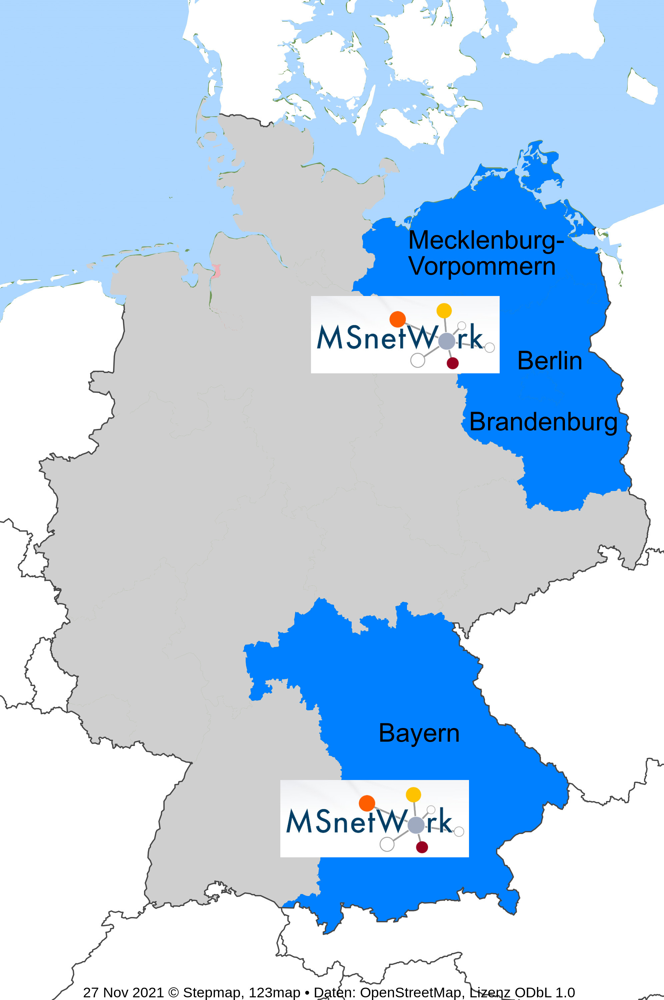 Mecklenburg-
Vorpommern
MSnetWork
Berlin
Brandenburg
Bayern
MSnetWork
27 Nov 2021 © Stepmap, 123map • Daten: OpenStreetMap, Lizenz ODbL 1.0